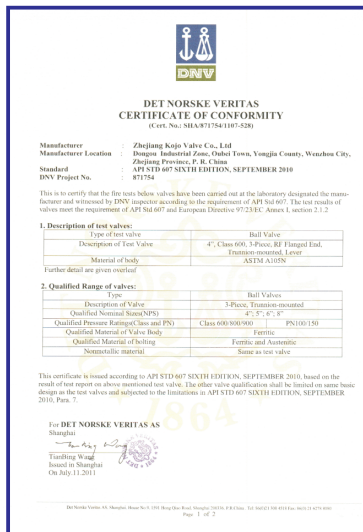 DNV
DET NORSKE VERITAS
CERTIFICATE OF CONFORMITY
(Cert. No.: SHA/871754/1107-528)
Manufacturer : Zhejiang Kojo Valve Co., Ltd
Manufacturer Location : Dongou Industrial Zone, Oubei Town, Yongjia County, Wenzhou City,
Zhejiang Province, P. R. China
Standard : API STD 607 SIXTH EDITION, SEPTEMBER 2010
DNV Project No. : 871754
This is to certify that the fire tests below valves have been carried out at the laboratory designated the manu-
facturer and witnessed by DNV inspector according to the requirement of API Std 607. The test results of
valves meet the requirement of API Std 607 and European Directive 97/23/EC Annex I, section 2.1.2
1. Description of test valves:
Type of test valve Ball Valve
Description of Test Valve 4", Class 600, 3-Piece, RF Flanged End,
Trunnion-mounted, Lever
Material of body ASTM A105N
Further detail are given overleaf
2. Qualified Range of valves:
Type Ball Valves
Description of Valve 3-Piece, Trunnion-mounted
Qualified Nominal Sizes(NPS) 4"; 5"; 6"; 8"
Qualified Pressure Ratings(Class and PN) Class 600/800/900 PN100/150
Qualified Material of Valve Body Ferritic
Qualified Material of bolting Ferritic and Austenitic
Nonmetallic material Same as test valve
This certificate is issued according to API STD 607 SIXTH EDITION, SEPTEMBER 2010, based on the
result of test report on above mentioned test valve. The other valve qualification shall be limited on same basic
design as the test valves and subjected to the limitations in API STD 607 SIXTH EDITION, SEPTEMBER
2010, Para. 7.
1864
For DET NORSKE VERITAS AS
Shanghai
TianBing Wang
Issued in Shanghai
On July.11.2011
Page 1 of 2